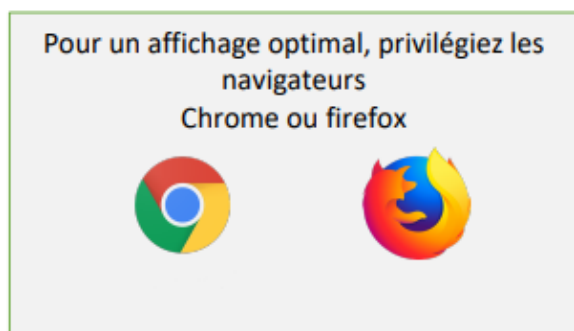 Pour un affichage optimal, privilégiez les
navigateurs
Chrome ou firefox